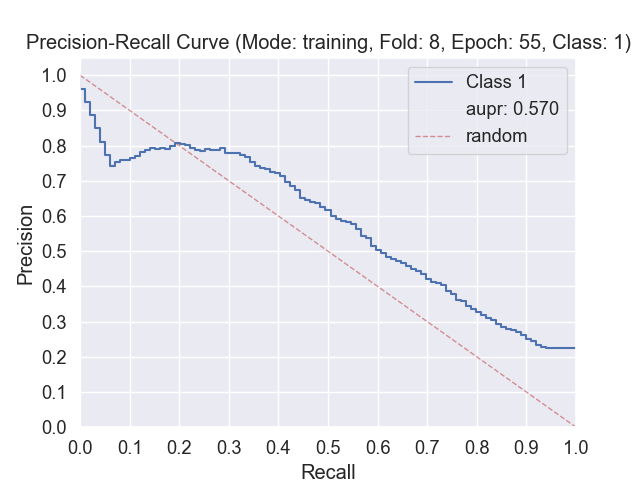 Precision-Recall Curve (Mode: training, Fold: 8, Epoch: 55, Class: 1)
1.0
0.9
0.8
0.7
0.6
0.5
0.4
0.3
0.2
0.1
0.0
Precision
Class 1
aupr: 0.570
random
0.0 0.1 0.2 0.3 0.4 0.5 0.6 0.7 0.8 0.9 1.0
Recall